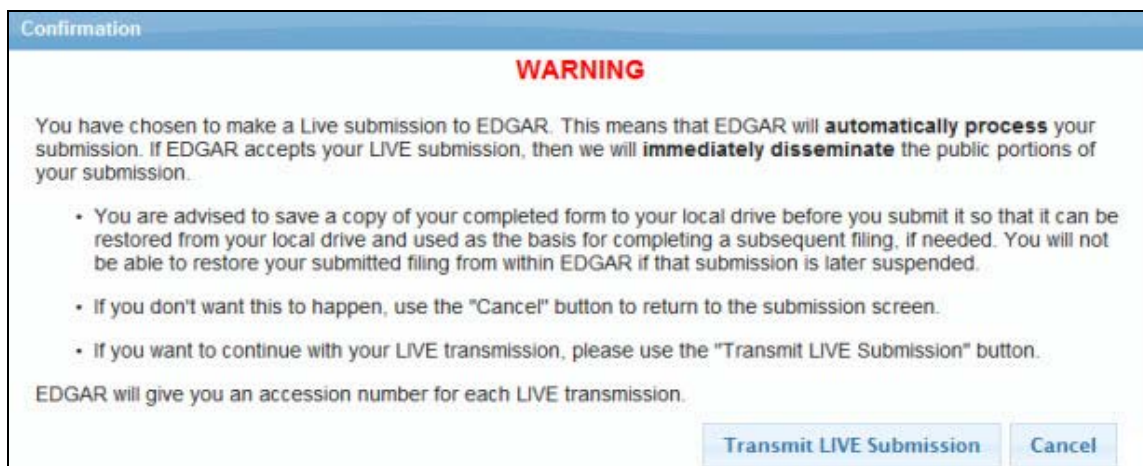 Confirmation
WARNING
You have chosen to make a Live submission to EDGAR. This means that EDGAR will automatically process your
submission. If EDGAR accepts your LIVE submission, then we will immediately disseminate the public portions of
your submission.
• You are advised to save a copy of your completed form to your local drive before you submit it so that it can be
restored from your local drive and used as the basis for completing a subsequent filing, if needed. You will not
be able to restore your submitted filing from within EDGAR if that submission is later suspended.
• If you don't want this to happen, use the "Cancel" button to return to the submission screen.
• If you want to continue with your LIVE transmission, please use the "Transmit LIVE Submission" button.
EDGAR will give you an accession number for each LIVE transmission.
Transmit LIVE Submission Cancel